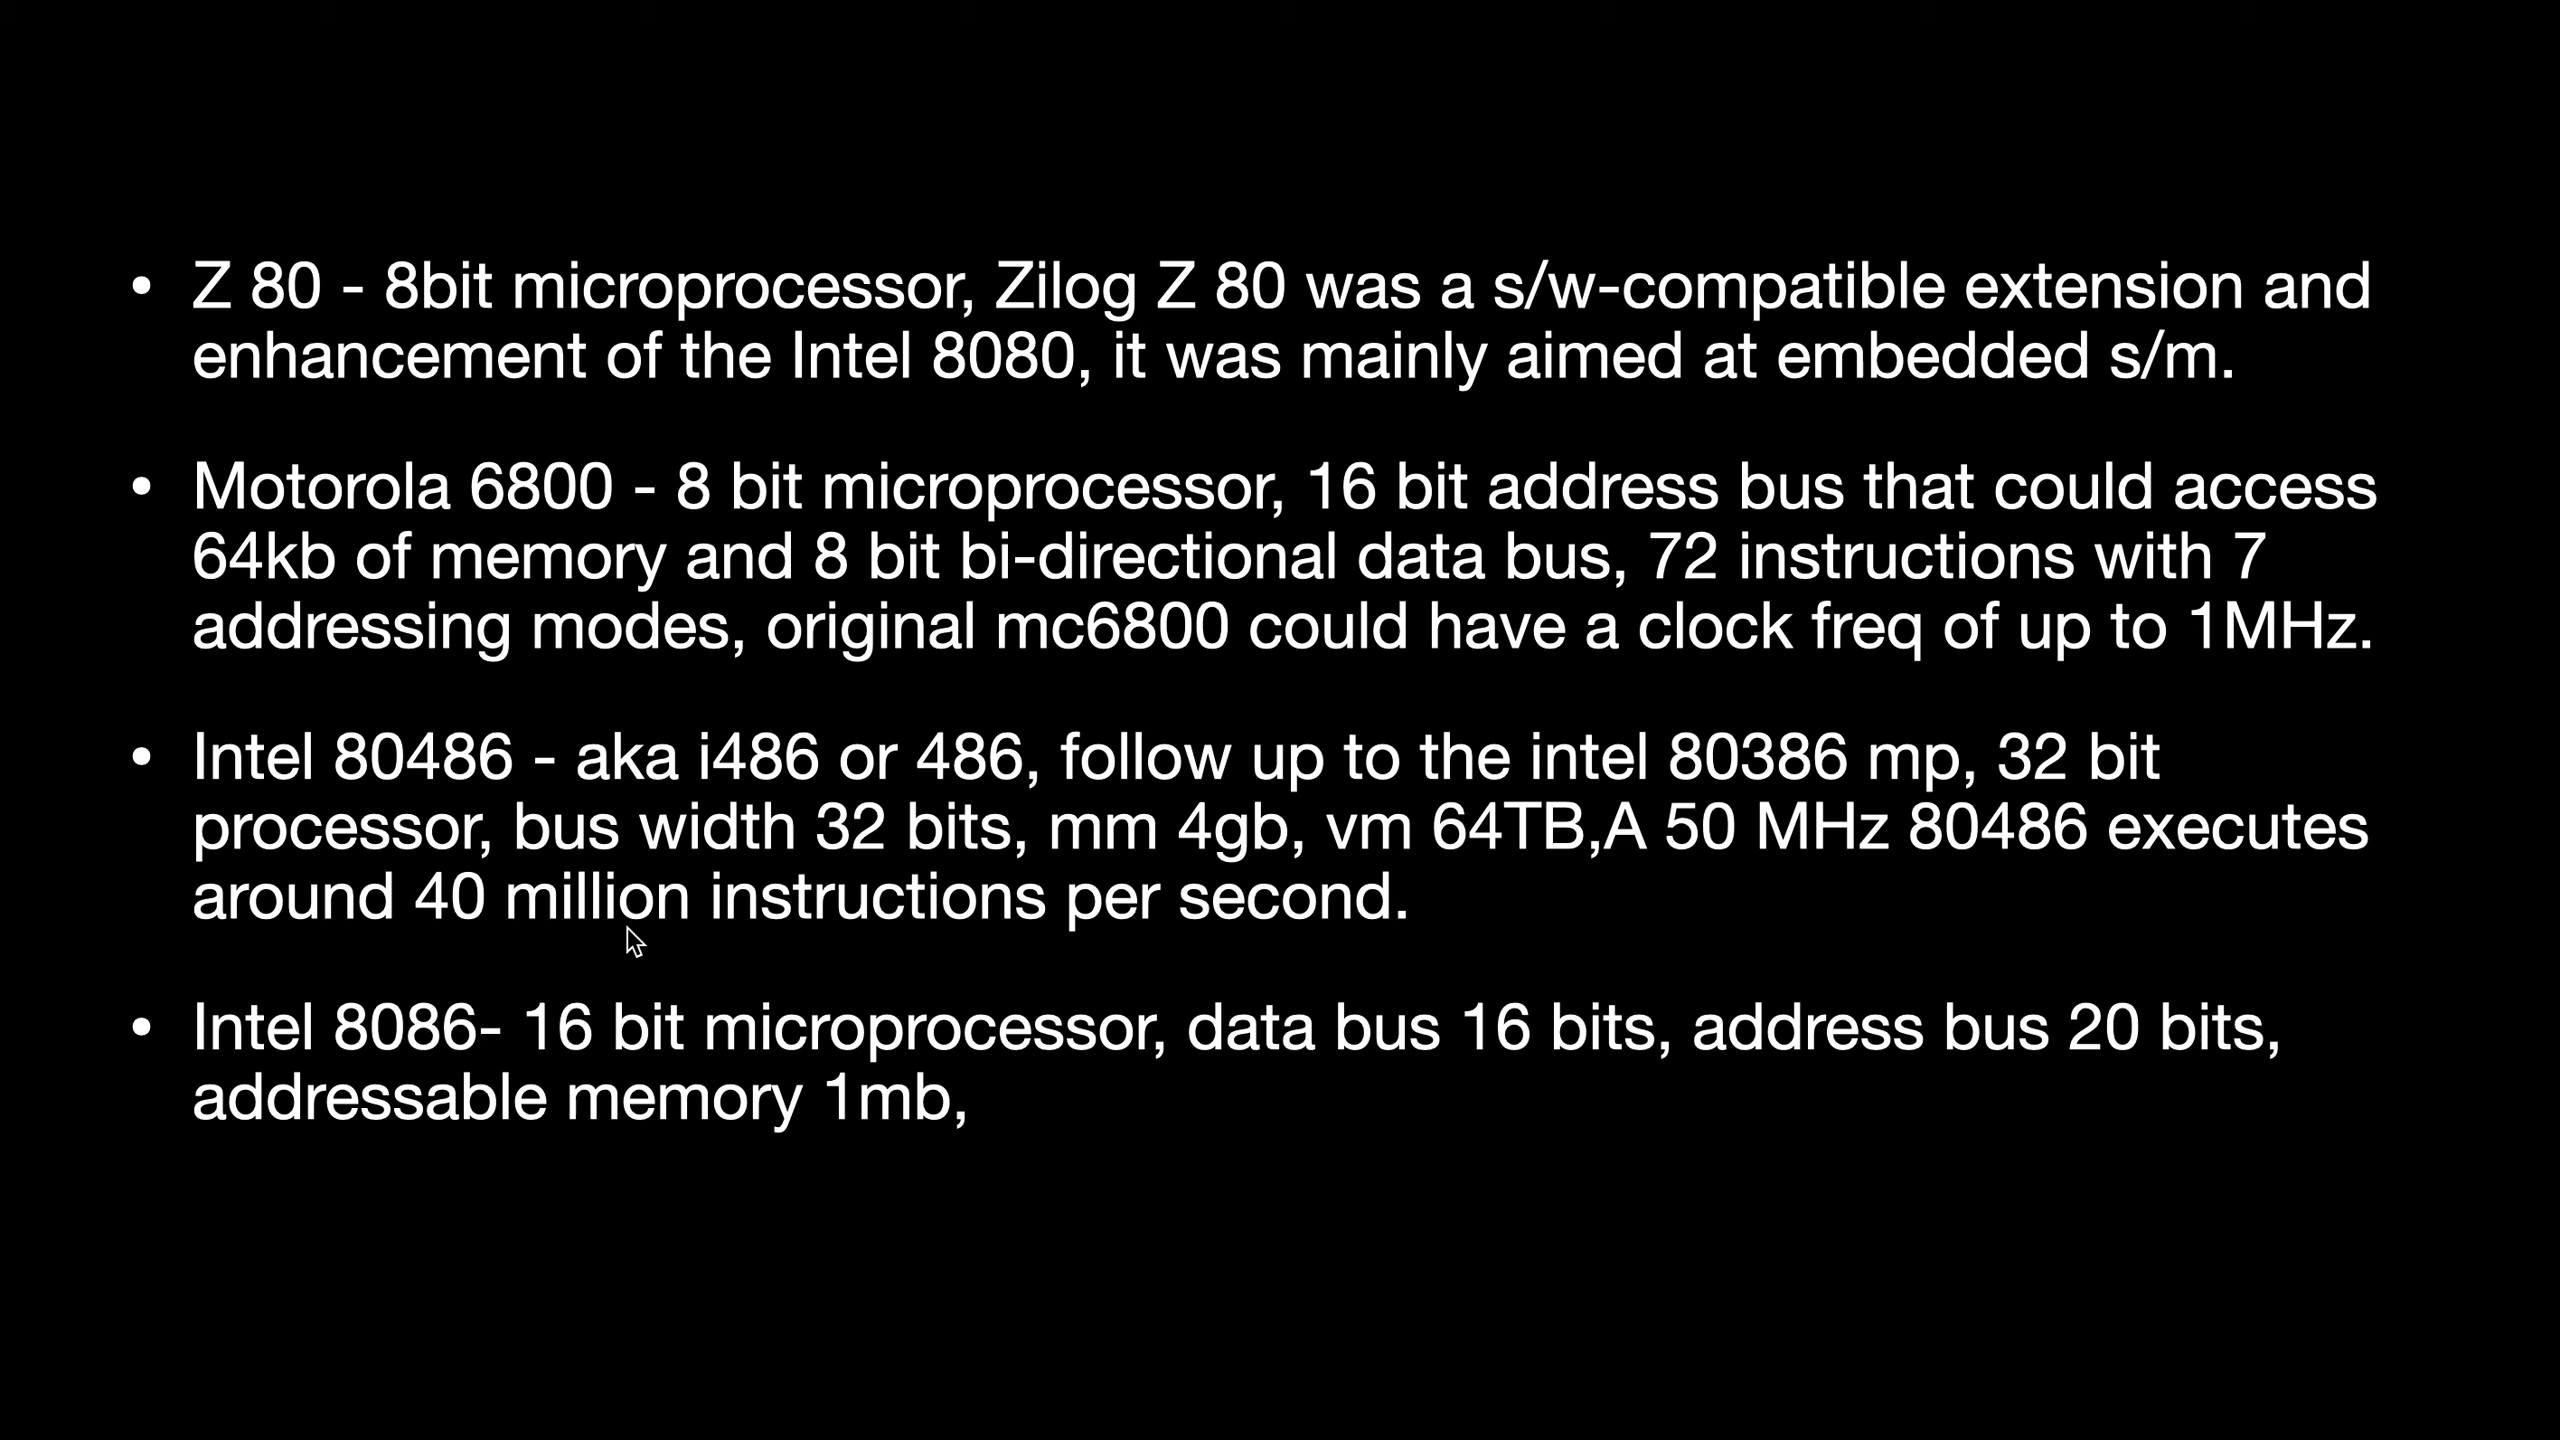 • Z 80 - 8bit microprocessor, Zilog Z 80 was a s/w-compatible extension and
enhancement of the Intel 8080, it was mainly aimed at embedded s/m.
• Motorola 6800 - 8 bit microprocessor, 16 bit address bus that could access
64kb of memory and 8 bit bi-directional data bus, 72 instructions with 7
addressing modes, original mc6800 could have a clock freq of up to 1MHz.
• Intel 80486 - aka i486 or 486, follow up to the intel 80386 mp, 32 bit
processor, bus width 32 bits, mm 4gb, vm 64TB,A 50 MHz 80486 executes
around 40 million instructions per second.
• Intel 8086- 16 bit microprocessor, data bus 16 bits, address bus 20 bits,
addressable memory 1mb,